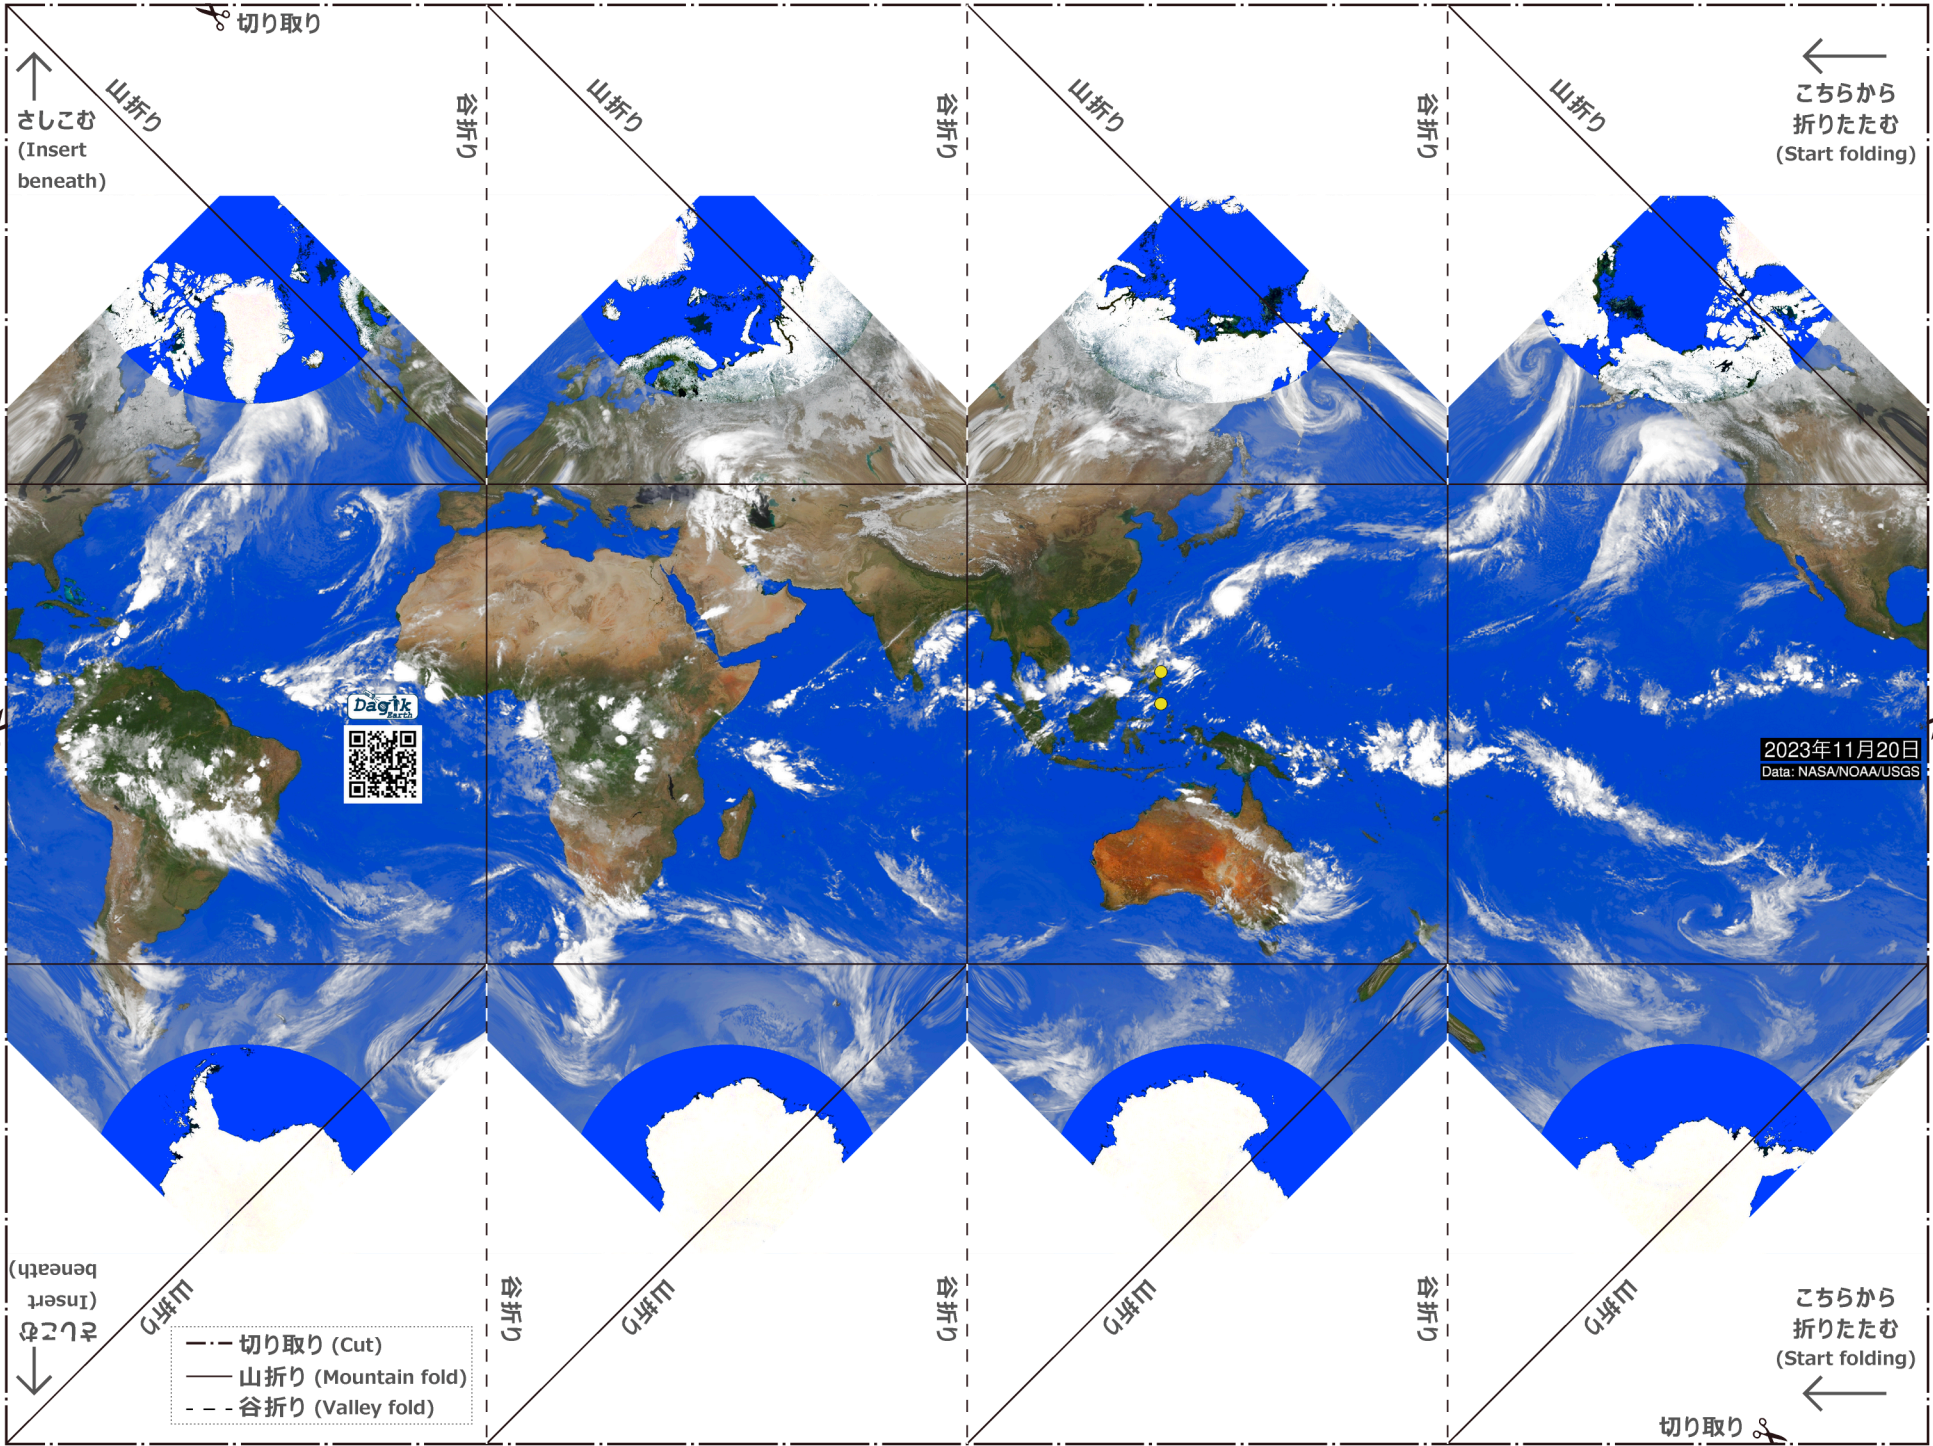 切り取り
山折り
谷折り
山折り
谷折り
山折り
谷折り
山折り
さしこむ
(Insert
beneath)
こちらから
折りたたむ
(Start folding)
Dagik
Earth
2023年11月20日
Data: NASA/NOAA/USGS
さしこむ
(Insert
beneath)
山折り
谷折り
山折り
谷折り
山折り
谷折り
山折り
切り取り (Cut)
山折り (Mountain fold)
谷折り (Valley fold)
こちらから
折りたたむ
(Start folding)
切り取り